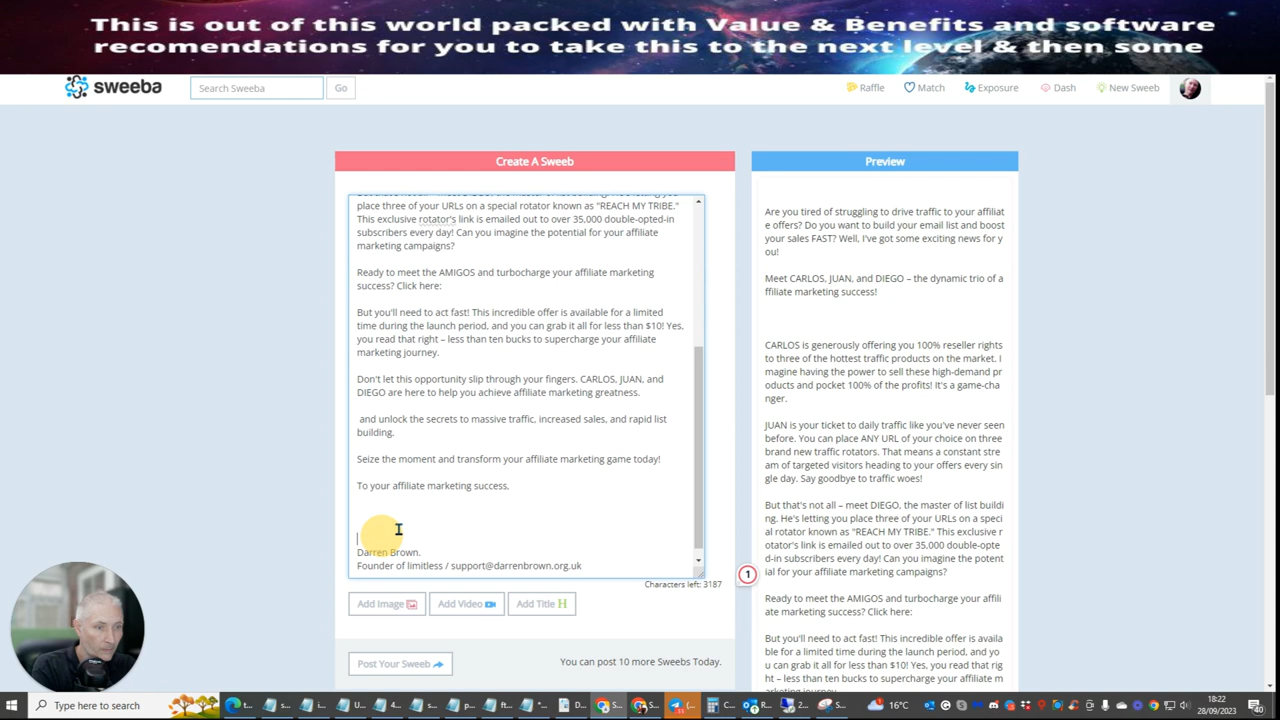 This is out of this world packed with Value & Benefits and software
recomendations for you to take this to the next level & then some
sweeba
Search Sweeba
Go
Raffle
Match
Exposure
Dash
New Sweeb
Create A Sweeb
place three of your URLs on a special rotator known as "REACH MY TRIBE."
This exclusive rotator's link is emailed out to over 35,000 double-opted-in
subscribers every day! Can you imagine the potential for your affiliate
marketing campaigns?
Ready to meet the AMIGOS and turbocharge your affiliate marketing
success? Click here:
But you'll need to act fast! This incredible offer is available for a limited
time during the launch period, and you can grab it all for less than $10! Yes,
you read that right – less than ten bucks to supercharge your affiliate
marketing journey.
Don't let this opportunity slip through your fingers. CARLOS, JUAN, and
DIEGO are here to help you achieve affiliate marketing greatness.
and unlock the secrets to massive traffic, increased sales, and rapid list
building.
Seize the moment and transform your affiliate marketing game today!
To your affiliate marketing success,
Darren Brown.
Founder of limitless / support@darrenbrown.org.uk
Characters left: 3187
Add Image
Add Video
Add Title H
Post Your Sweeb
You can post 10 more Sweebs Today.
1
Preview
Are you tired of struggling to drive traffic to your affiliat
e offers? Do you want to build your email list and boost
your sales FAST? Well, I've got some exciting news for y
ou!
Meet CARLOS, JUAN, and DIEGO – the dynamic trio of a
ffiliate marketing success!
CARLOS is generously offering you 100% reseller rights
to three of the hottest traffic products on the market. I
magine having the power to sell these high-demand pr
oducts and pocket 100% of the profits! It's a game-cha
nger.
JUAN is your ticket to daily traffic like you've never seen
before. You can place ANY URL of your choice on three
brand new traffic rotators. That means a constant stre
am of targeted visitors heading to your offers every sin
gle day. Say goodbye to traffic woes!
But that's not all – meet DIEGO, the master of list buildi
ng. He's letting you place three of your URLs on a speci
al rotator known as "REACH MY TRIBE." This exclusive r
otator's link is emailed out to over 35,000 double-opte
d-in subscribers every day! Can you imagine the potent
ial for your affiliate marketing campaigns?
Ready to meet the AMIGOS and turbocharge your affili
ate marketing success? Click here:
But you'll need to act fast! This incredible offer is availa
ble for a limited time during the launch period, and yo
u can grab it all for less than $10! Yes, you read that rig
ht – less than ten bucks to supercharge your affiliate
Type here to search
16°C
18:22
28/09/2023
40